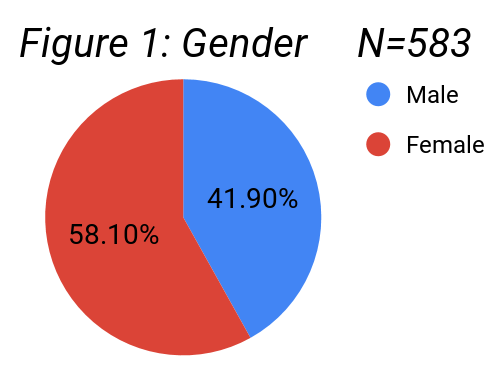 Figure 1: Gender N=583
Male
Female
41.90%
58.10%